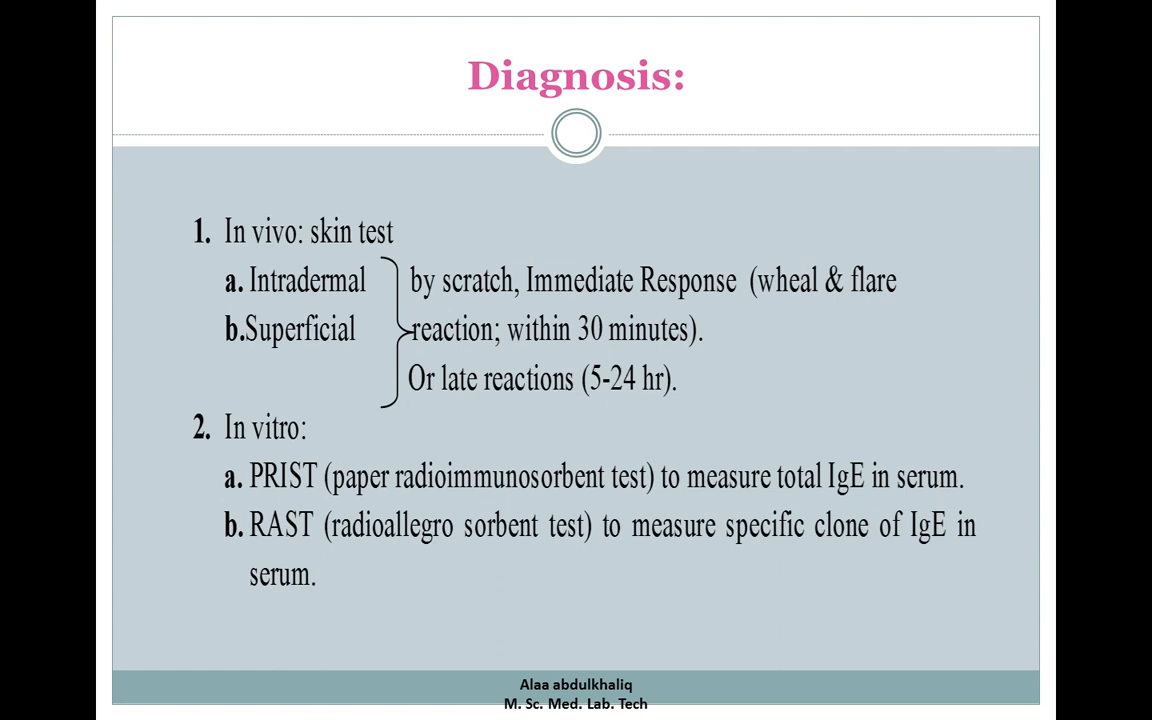 Diagnosis:
1. In vivo: skin test
a. Intradermal by scratch, Immediate Response (wheal & flare
b.Superficial reaction; within 30 minutes).
Or late reactions (5-24 hr).
2. In vitro:
a. PRIST (paper radioimmunosorbent test) to measure total IgE in serum.
b. RAST (radioallegro sorbent test) to measure specific clone of IgE in
serum.
Alaa abdulkhaliq
M. Sc. Med. Lab. Tech